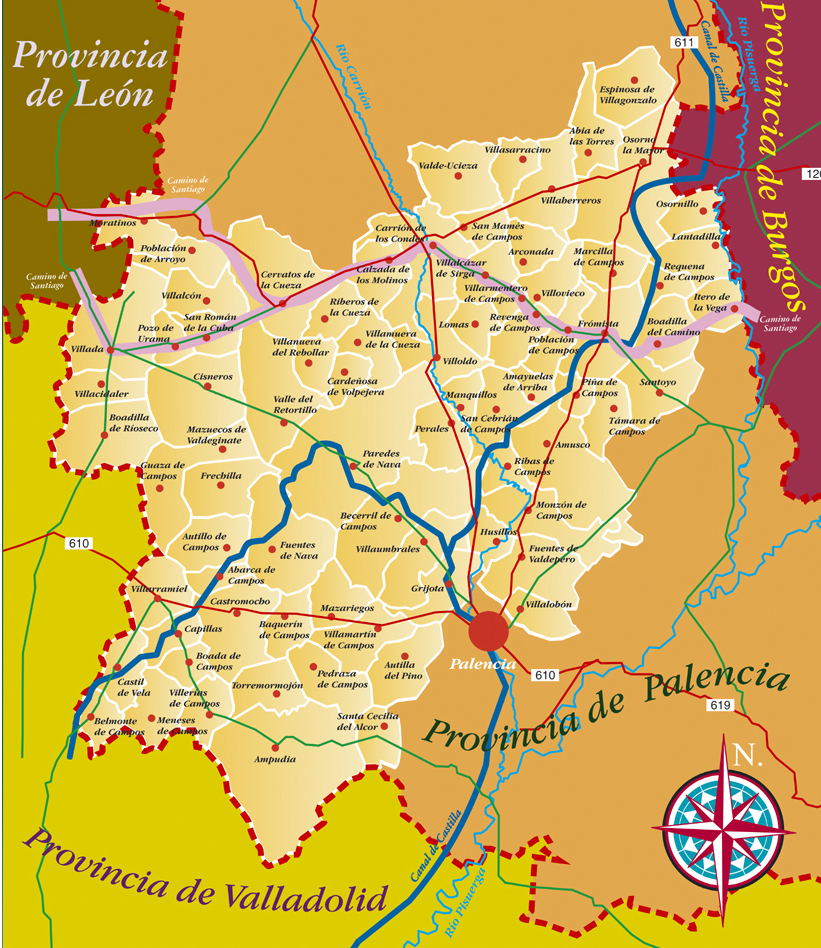 Provincia
de León
Río Carrión
611
Canal de Castilla
Río Pisuerga
Provincia de Burgos
Espinosa de
Villagonzalo
Abia de
las Torres
Osorno
la Mayor
Villasarracino
Valde-Ucieza
120
Camino de
Santiago
Villaherreros
Osornillo
Moratinos
Carrión de
los Condes
San Mamés
de Campos
Lantadilla
Población
de Arroyo
Arconada
Marcilla
de Campos
Villalcázar
de Sirga
Calzada de
los Molinos
Requena
de Campos
Camino de
Santiago
Cervatos de
la Cueza
Villarmentero
de Campos
Villovieco
Itero de
la Vega
Villalcón
Riberos de
la Cueza
San Román
de la Cuba
Revenga
de Campos
Lomas
Frómista
Boadilla
del Camino
Camino de
Santiago
Pozo de
Urama
Villanueva
del Rebollar
Villamuera
de la Cueza
Población
de Campos
Villada
Villoldo
Cisneros
Cardeñosa
de Volpejera
Amayuelas
de Arriba
Piña de
Campos
Santoyo
Villacidaler
Valle del
Retortillo
Manquillos
San Cebrián
de Campos
Támara de
Campos
Boadilla
de Rioseco
Mazuecos de
Valdeginate
Perales
Amusco
Paredes
de Nava
Guaza de
Campos
Frechilla
Ribas de
Campos
Becerril de
Campos
Monzón de
Campos
610
Autillo de
Campos
Fuentes
de Nava
Villaumbrales
Husillos
Fuentes de
Valdepero
Abarca de
Campos
Villarramiel
Grijota
Castromocho
Mazariegos
Villalobón
Capillas
Baquerín
de Campos
Villamartín
de Campos
Palencia
610
Boada de
Campos
Autilla
del Pino
Castil
de Vela
Pedraza
de Campos
Torremormojón
Villerías
de Campos
Provincia de Palencia
619
Belmonte
de Campos
Meneses
de Campos
Santa Cecilia
del Alcor
Ampudia
N.
Canal de Castilla
Río Pisuerga
Provincia de Valladolid